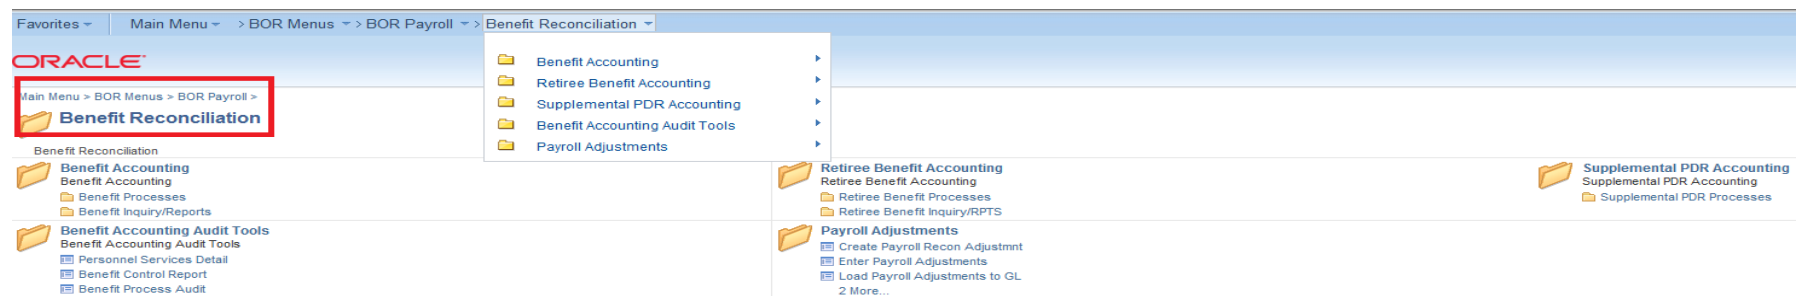 Favorites Main Menu > BOR Menus > BOR Payroll > Benefit Reconciliation
ORACLE
Benefit Accounting
Retiree Benefit Accounting
Supplemental PDR Accounting
Benefit Accounting Audit Tools
Payroll Adjustments
Main Menu > BOR Menus > BOR Payroll >
Benefit Reconciliation
Benefit Reconciliation
Benefit Accounting
Benefit Accounting
Benefit Processes
Benefit Inquiry/Reports
Retiree Benefit Accounting
Retiree Benefit Accounting
Retiree Benefit Processes
Retiree Benefit Inquiry/RPTS
Supplemental PDR Accounting
Supplemental PDR Accounting
Supplemental PDR Processes
Benefit Accounting Audit Tools
Benefit Accounting Audit Tools
Personnel Services Detail
Benefit Control Report
Benefit Process Audit
Payroll Adjustments
Create Payroll Recon Adjustmnt
Enter Payroll Adjustments
Load Payroll Adjustments to GL
2 More...